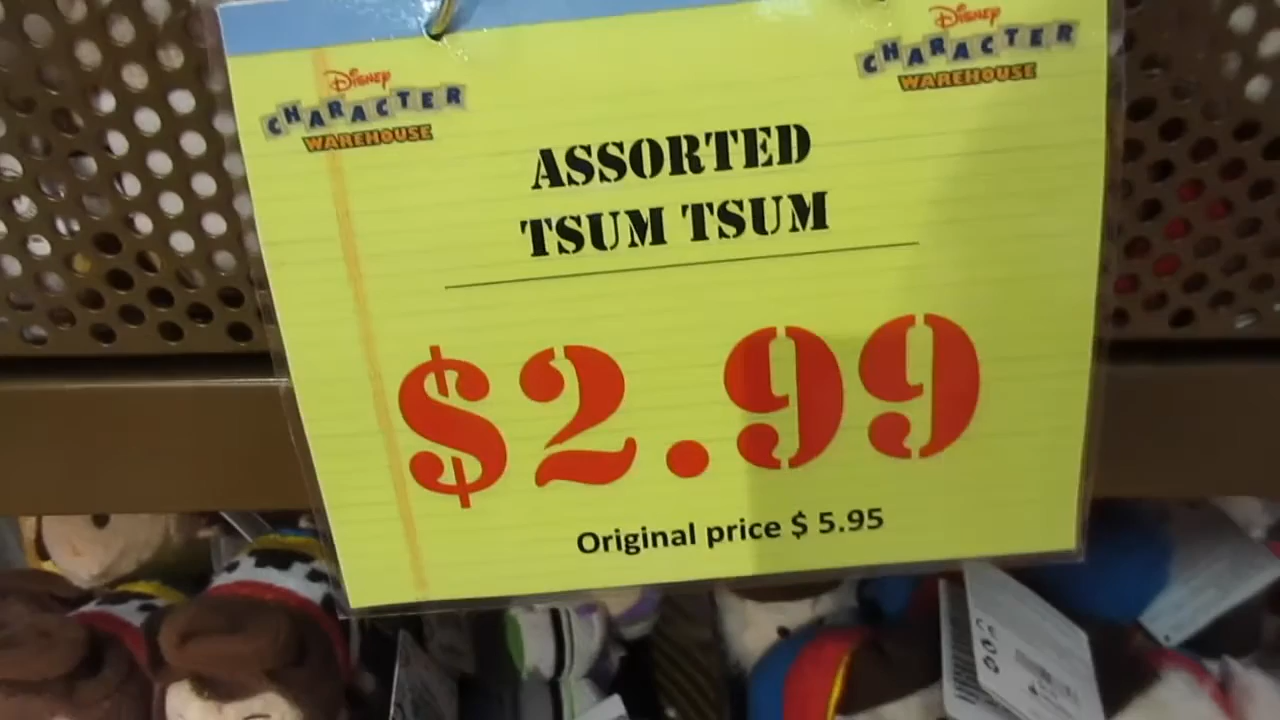 Disney
CHARACTER
WAREHOUSE
Disney
CHARACTER
WAREHOUSE
ASSORTED
TSUM TSUM
$2.99
Original price $ 5.95